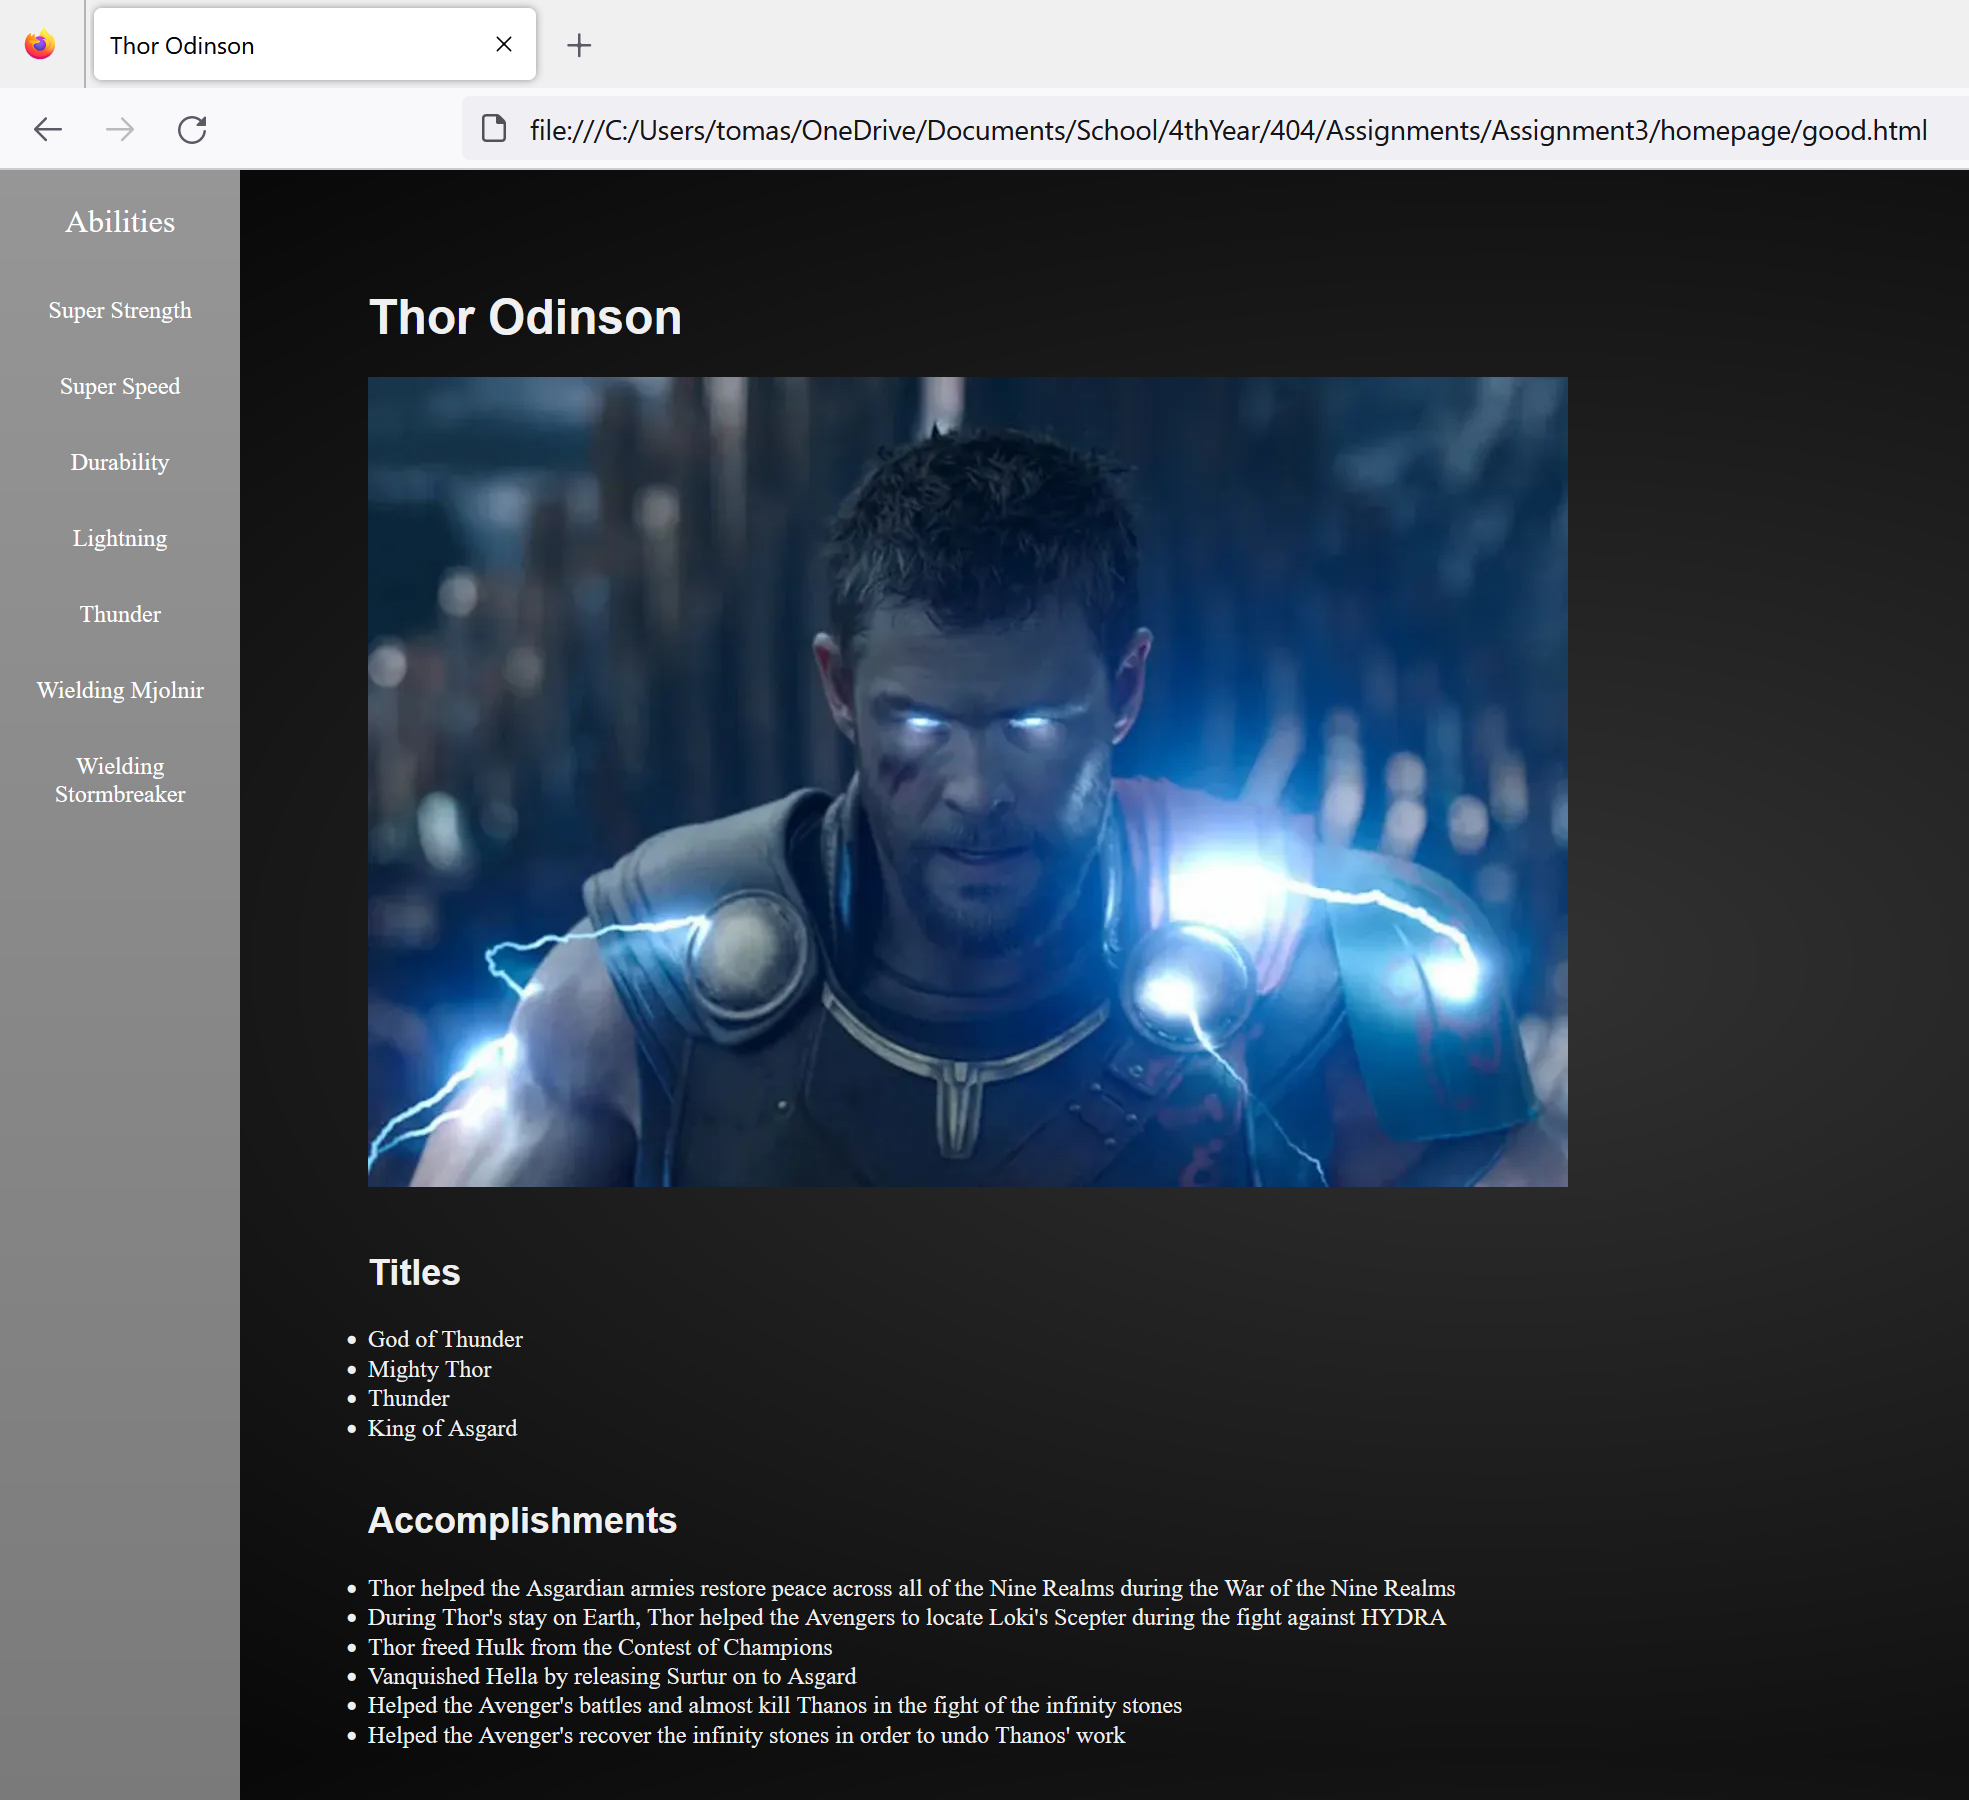 Thor Odinson
file:///C:/Users/tomas/OneDrive/Documents/School/4thYear/404/Assignments/Assignment3/homepage/good.html
Abilities
Super Strength
Super Speed
Durability
Lightning
Thunder
Wielding Mjolnir
Wielding
Stormbreaker
Thor Odinson
Titles
God of Thunder
Mighty Thor
Thunder
King of Asgard
Accomplishments
Thor helped the Asgardian armies restore peace across all of the Nine Realms during the War of the Nine Realms
During Thor's stay on Earth, Thor helped the Avengers to locate Loki's Scepter during the fight against HYDRA
Thor freed Hulk from the Contest of Champions
Vanquished Hella by releasing Surtur on to Asgard
Helped the Avenger's battles and almost kill Thanos in the fight of the infinity stones
Helped the Avenger's recover the infinity stones in order to undo Thanos' work